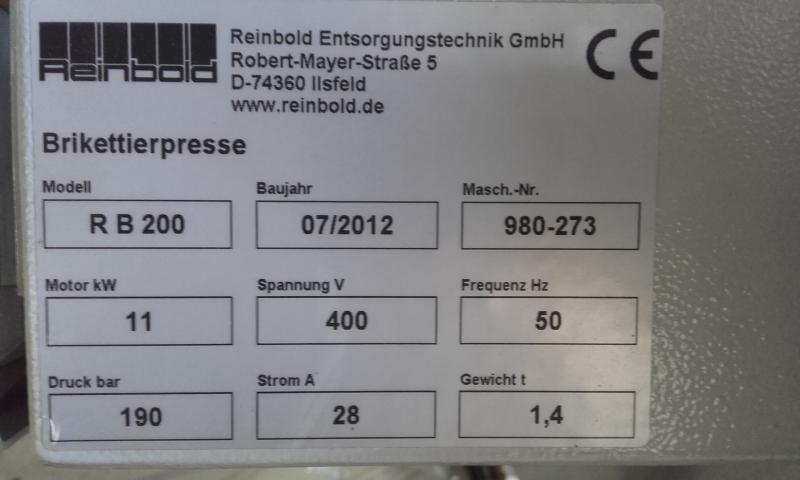 Reinbold
Reinbold Entsorgungstechnik GmbH
Robert-Mayer-Straße 5
D-74360 Ilsfeld
www.reinbold.de
CE
Brikettierpresse
Modell Baujahr Masch.-Nr.
R B 200 07/2012 980-273
Motor kW Spannung V Frequenz Hz
11 400 50
Druck bar Strom A Gewicht t
190 28 1,4